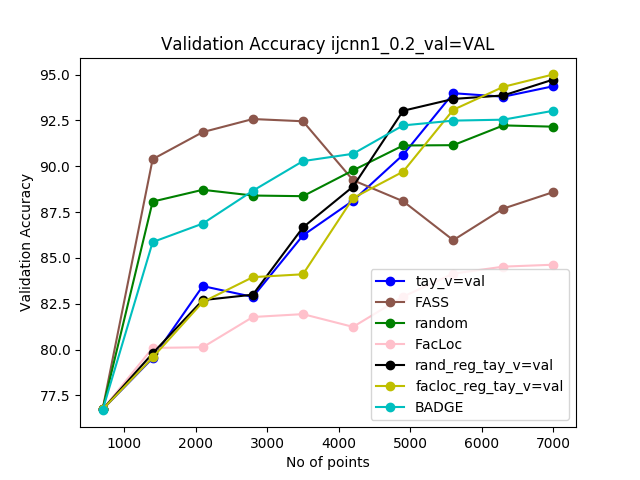 Validation Accuracy ijcnn1_0.2_val=VAL
Validation Accuracy
95.0
92.5
90.0
87.5
85.0
82.5
80.0
77.5
tay_v=val
FASS
random
FacLoc
rand_reg_tay_v=val
facloc_reg_tay_v=val
BADGE
1000 2000 3000 4000 5000 6000 7000
No of points